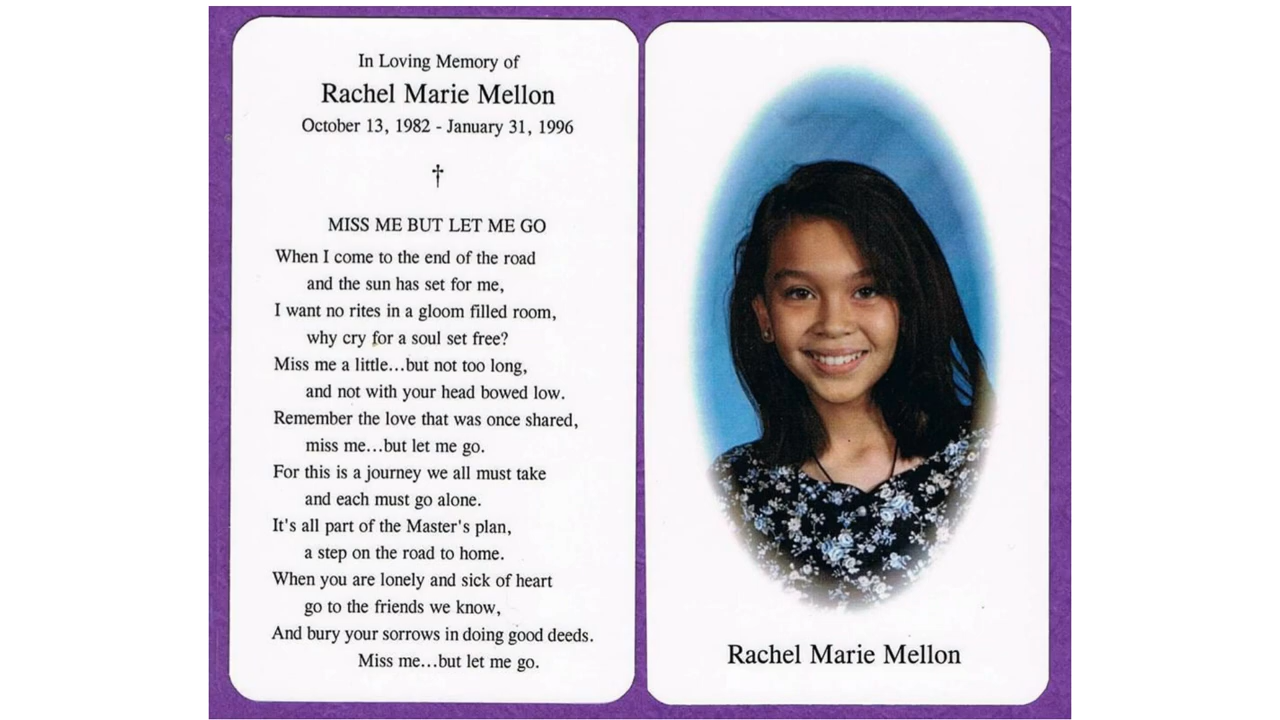 In Loving Memory of
Rachel Marie Mellon
October 13, 1982 - January 31, 1996
†
MISS ME BUT LET ME GO
When I come to the end of the road
and the sun has set for me,
I want no rites in a gloom filled room,
why cry for a soul set free?
Miss me a little...but not too long,
and not with your head bowed low.
Remember the love that was once shared,
miss me...but let me go.
For this is a journey we all must take
and each must go alone.
It's all part of the Master's plan,
a step on the road to home.
When you are lonely and sick of heart
go to the friends we know,
And bury your sorrows in doing good deeds.
Miss me...but let me go.
Rachel Marie Mellon